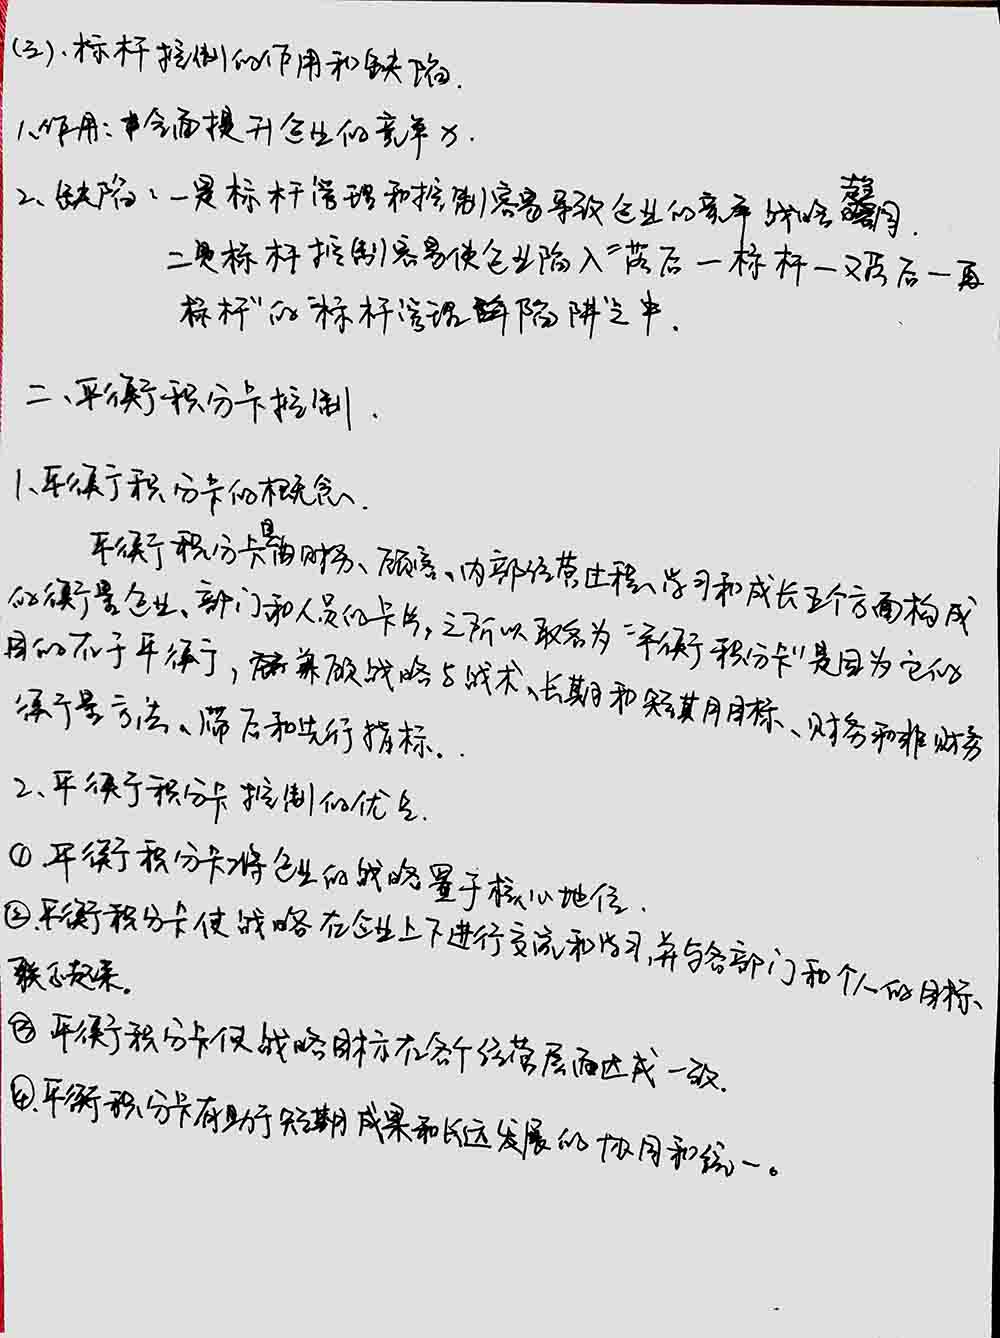 (三)、标杆控制的作用和缺陷.
1、作用:全面提升企业的竞争力.
2、缺陷:一是标杆管理和控制容易导致企业的竞争战略趋同.
二是标杆控制容易使企业陷入"落后—标杆—又落后—再
标杆"的"标杆管理陷阱"之中.
二、平衡积分卡控制.
1、平衡积分卡的概念.
平衡积分卡是由财务、顾客、内部经营过程、学习和成长五个方面构成
的衡量企业、部门和人员的卡片,之所以取名为"平衡积分卡"是因为它的
目的在于平衡,兼顾战略与战术、长期和短期目标、财务和非财务
衡量方法、滞后和先行指标..
2、平衡积分卡控制的优点.
①.平衡积分卡将企业的战略置于核心地位.
②.平衡积分卡使战略在企业上下进行交流和学习,并与各部门和个人的目标
联系起来。
③平衡积分卡使战略目标在各个经营层面达成一致.
④.平衡积分卡有助于短期成果和长远发展的协同和统一。